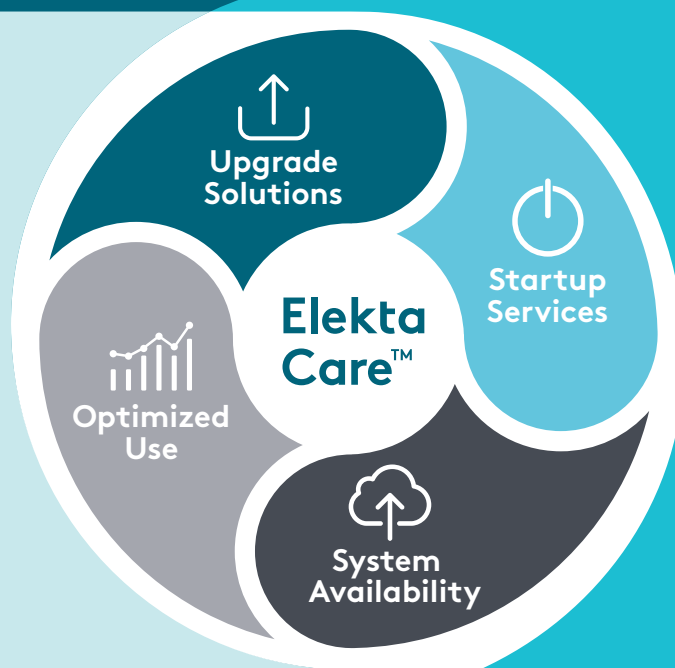 Upgrade
Solutions
Startup
Services
Elekta
Care™
Optimized
Use
System
Availability